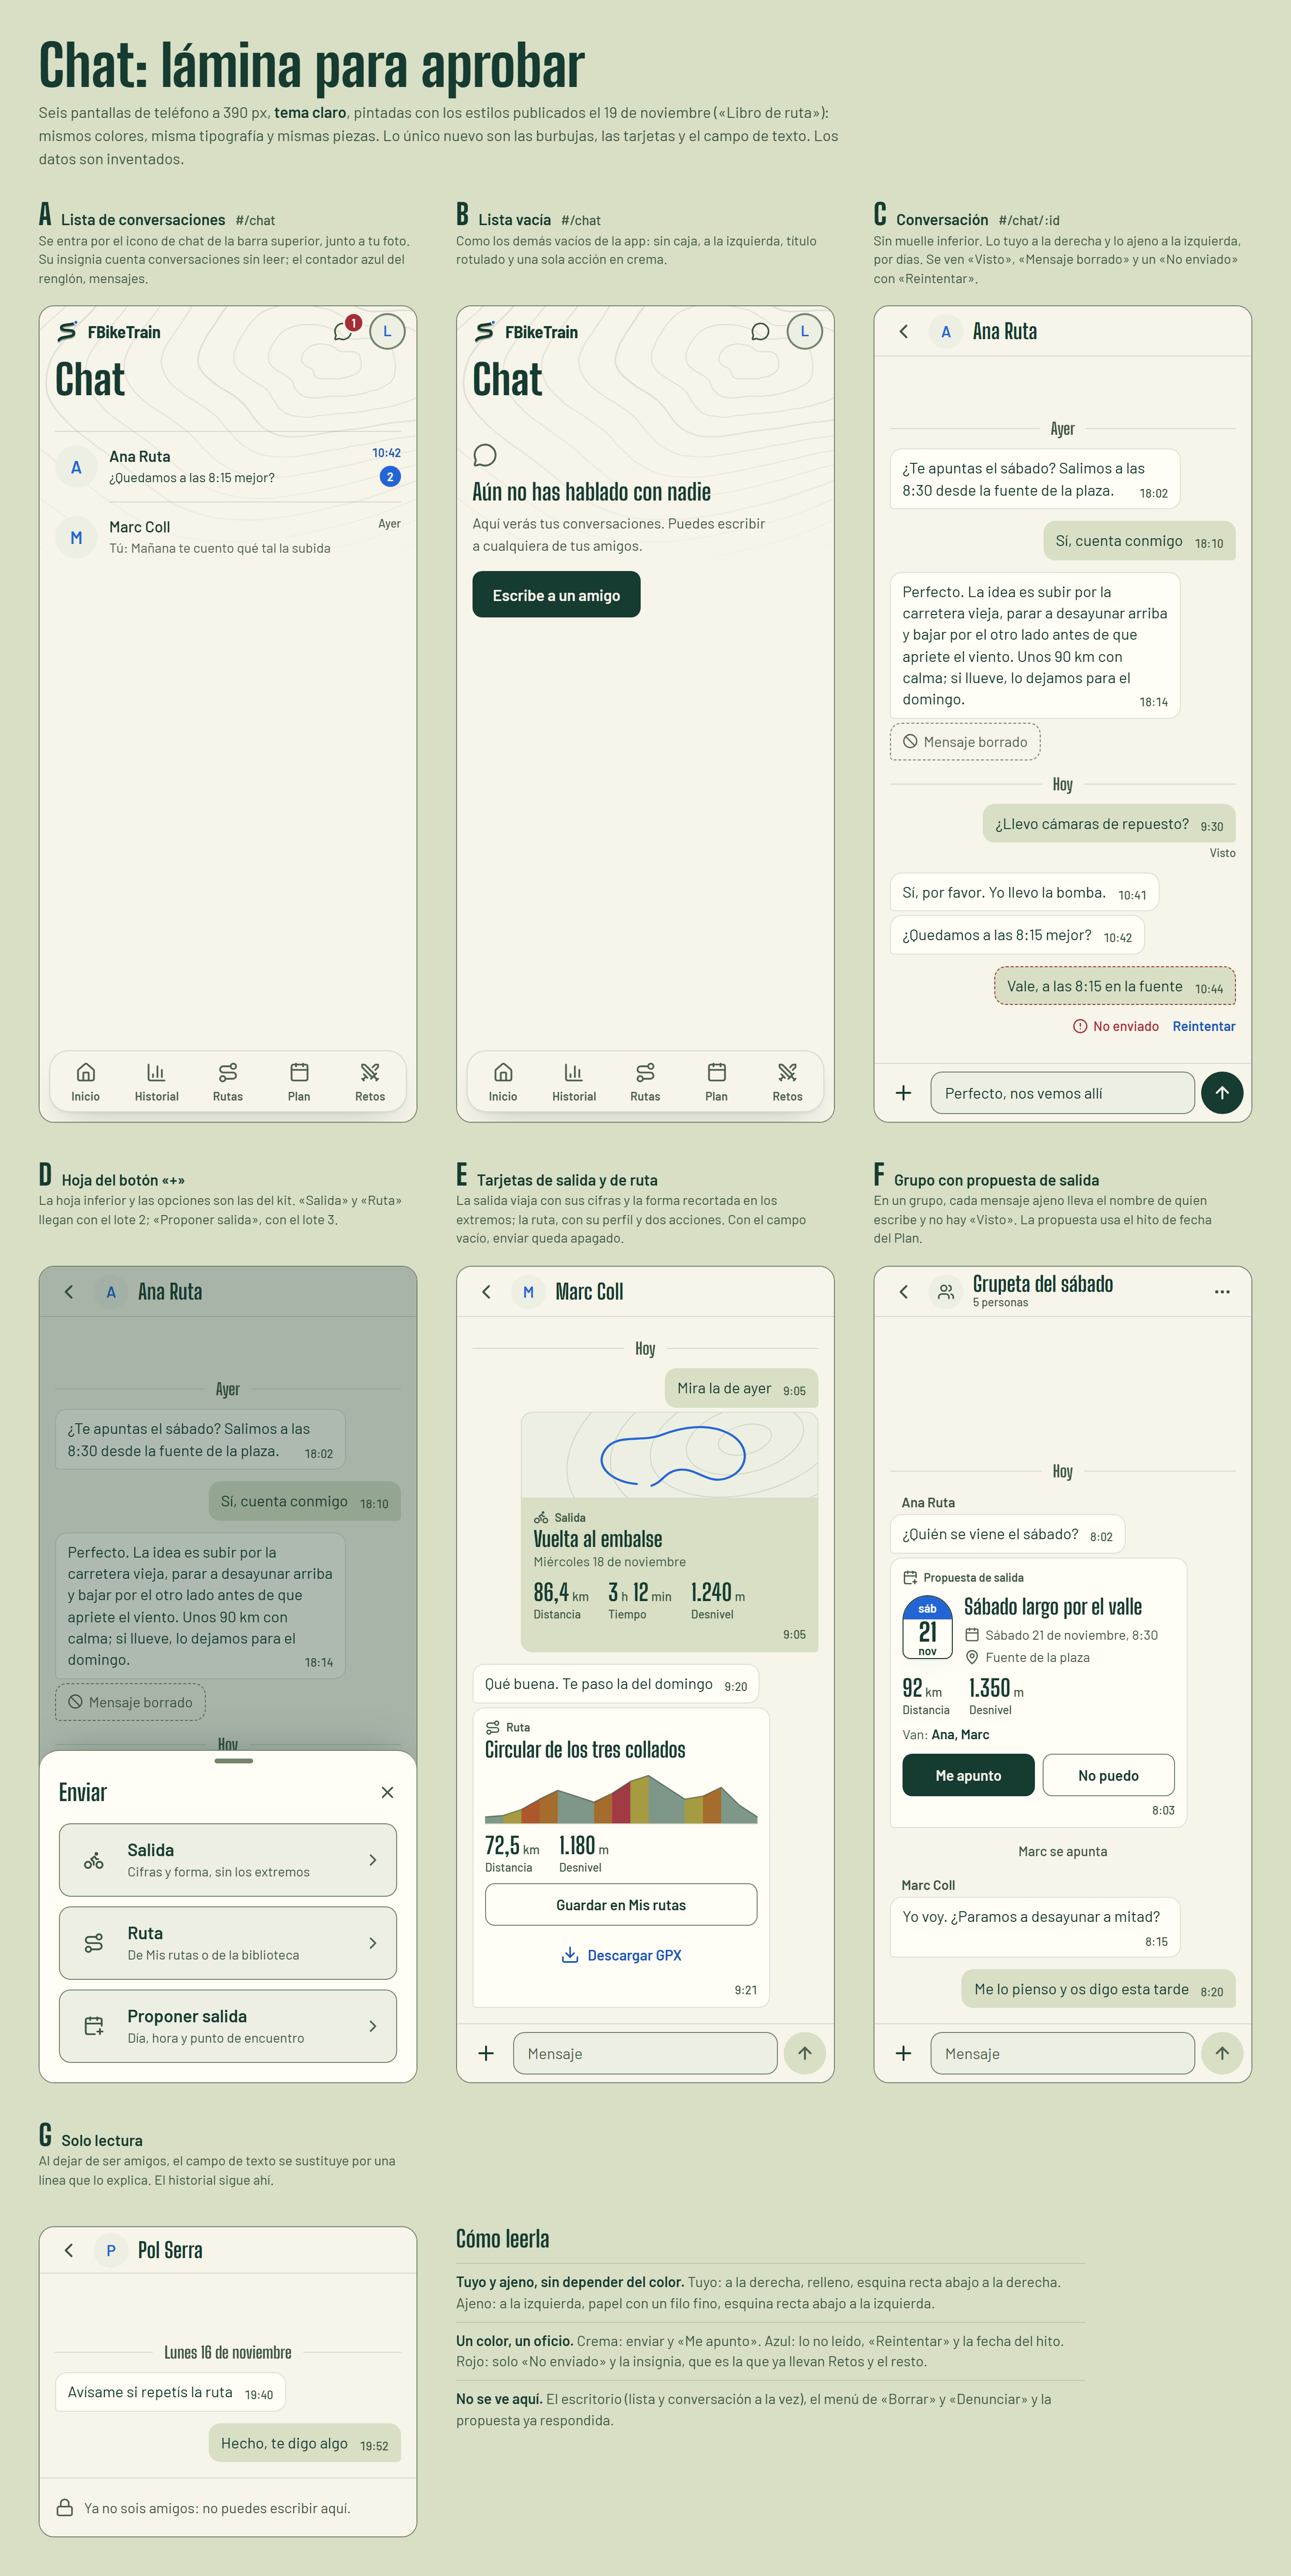 Chat: lámina para aprobar
Seis pantallas de teléfono a 390 px, tema claro, pintadas con los estilos publicados el 19 de noviembre («Libro de ruta»):
mismos colores, misma tipografía y mismas piezas. Lo único nuevo son las burbujas, las tarjetas y el campo de texto. Los
datos son inventados.
A Lista de conversaciones #/chat
Se entra por el icono de chat de la barra superior, junto a tu foto.
Su insignia cuenta conversaciones sin leer; el contador azul del
renglón, mensajes.
FBikeTrain
1
L
Chat
A
Ana Ruta
10:42
¿Quedamos a las 8:15 mejor?
2
M
Marc Coll
Ayer
Tú: Mañana te cuento qué tal la subida
Inicio
Historial
Rutas
Plan
Retos
B Lista vacía #/chat
Como los demás vacíos de la app: sin caja, a la izquierda, título
rotulado y una sola acción en crema.
FBikeTrain
L
Chat
Aún no has hablado con nadie
Aquí verás tus conversaciones. Puedes escribir
a cualquiera de tus amigos.
Escribe a un amigo
Inicio
Historial
Rutas
Plan
Retos
C Conversación #/chat/:id
Sin muelle inferior. Lo tuyo a la derecha y lo ajeno a la izquierda,
por días. Se ven «Visto», «Mensaje borrado» y un «No enviado»
con «Reintentar».
A
Ana Ruta
Ayer
¿Te apuntas el sábado? Salimos a las
8:30 desde la fuente de la plaza. 18:02
Sí, cuenta conmigo 18:10
Perfecto. La idea es subir por la
carretera vieja, parar a desayunar arriba
y bajar por el otro lado antes de que
apriete el viento. Unos 90 km con
calma; si llueve, lo dejamos para el
domingo. 18:14
Mensaje borrado
Hoy
¿Llevo cámaras de repuesto? 9:30
Visto
Sí, por favor. Yo llevo la bomba. 10:41
¿Quedamos a las 8:15 mejor? 10:42
Vale, a las 8:15 en la fuente 10:44
No enviado Reintentar
Perfecto, nos vemos allí
D Hoja del botón «+»
La hoja inferior y las opciones son las del kit. «Salida» y «Ruta»
llegan con el lote 2; «Proponer salida», con el lote 3.
A
Ana Ruta
Ayer
¿Te apuntas el sábado? Salimos a las
8:30 desde la fuente de la plaza. 18:02
Sí, cuenta conmigo 18:10
Perfecto. La idea es subir por la
carretera vieja, parar a desayunar arriba
y bajar por el otro lado antes de que
apriete el viento. Unos 90 km con
calma; si llueve, lo dejamos para el
domingo. 18:14
Mensaje borrado
Hoy
Enviar
Salida
Cifras y forma, sin los extremos
Ruta
De Mis rutas o de la biblioteca
Proponer salida
Día, hora y punto de encuentro
E Tarjetas de salida y de ruta
La salida viaja con sus cifras y la forma recortada en los
extremos; la ruta, con su perfil y dos acciones. Con el campo
vacío, enviar queda apagado.
M
Marc Coll
Hoy
Mira la de ayer 9:05
Salida
Vuelta al embalse
Miércoles 18 de noviembre
86,4 km 3 h 12 min 1.240 m
Distancia Tiempo Desnivel
9:05
Qué buena. Te paso la del domingo 9:20
Ruta
Circular de los tres collados
72,5 km 1.180 m
Distancia Desnivel
Guardar en Mis rutas
Descargar GPX
9:21
Mensaje
F Grupo con propuesta de salida
En un grupo, cada mensaje ajeno lleva el nombre de quien
escribe y no hay «Visto». La propuesta usa el hito de fecha
del Plan.
Grupeta del sábado
5 personas
Hoy
Ana Ruta
¿Quién se viene el sábado? 8:02
Propuesta de salida
sáb
21
nov
Sábado largo por el valle
Sábado 21 de noviembre, 8:30
Fuente de la plaza
92 km 1.350 m
Distancia Desnivel
Van: Ana, Marc
Me apunto
No puedo
8:03
Marc se apunta
Marc Coll
Yo voy. ¿Paramos a desayunar a mitad?
8:15
Me lo pienso y os digo esta tarde 8:20
Mensaje
G Solo lectura
Al dejar de ser amigos, el campo de texto se sustituye por una
línea que lo explica. El historial sigue ahí.
P
Pol Serra
Lunes 16 de noviembre
Avísame si repetís la ruta 19:40
Hecho, te digo algo 19:52
Ya no sois amigos: no puedes escribir aquí.
Cómo leerla
Tuyo y ajeno, sin depender del color. Tuyo: a la derecha, relleno, esquina recta abajo a la derecha.
Ajeno: a la izquierda, papel con un filo fino, esquina recta abajo a la izquierda.
Un color, un oficio. Crema: enviar y «Me apunto». Azul: lo no leído, «Reintentar» y la fecha del hito.
Rojo: solo «No enviado» y la insignia, que es la que ya llevan Retos y el resto.
No se ve aquí. El escritorio (lista y conversación a la vez), el menú de «Borrar» y «Denunciar» y la
propuesta ya respondida.